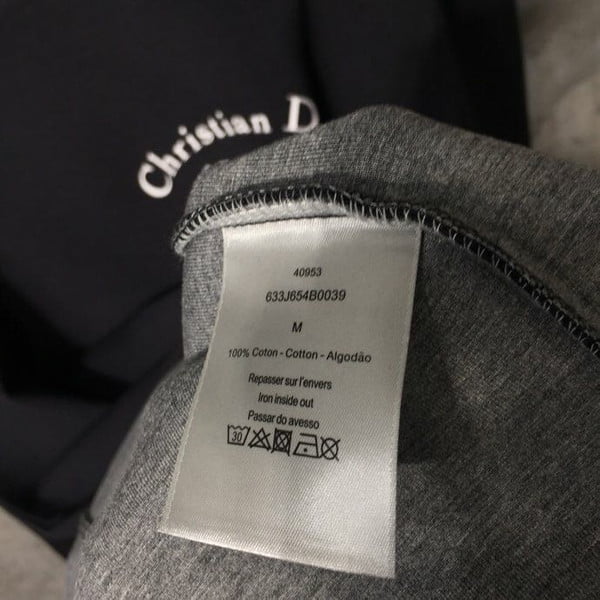 Christian D
40953
633J654B0039
M
100% Coton - Cotton - Algodão
Repasser sur l'envers
Iron inside out
Passar do avesso
30